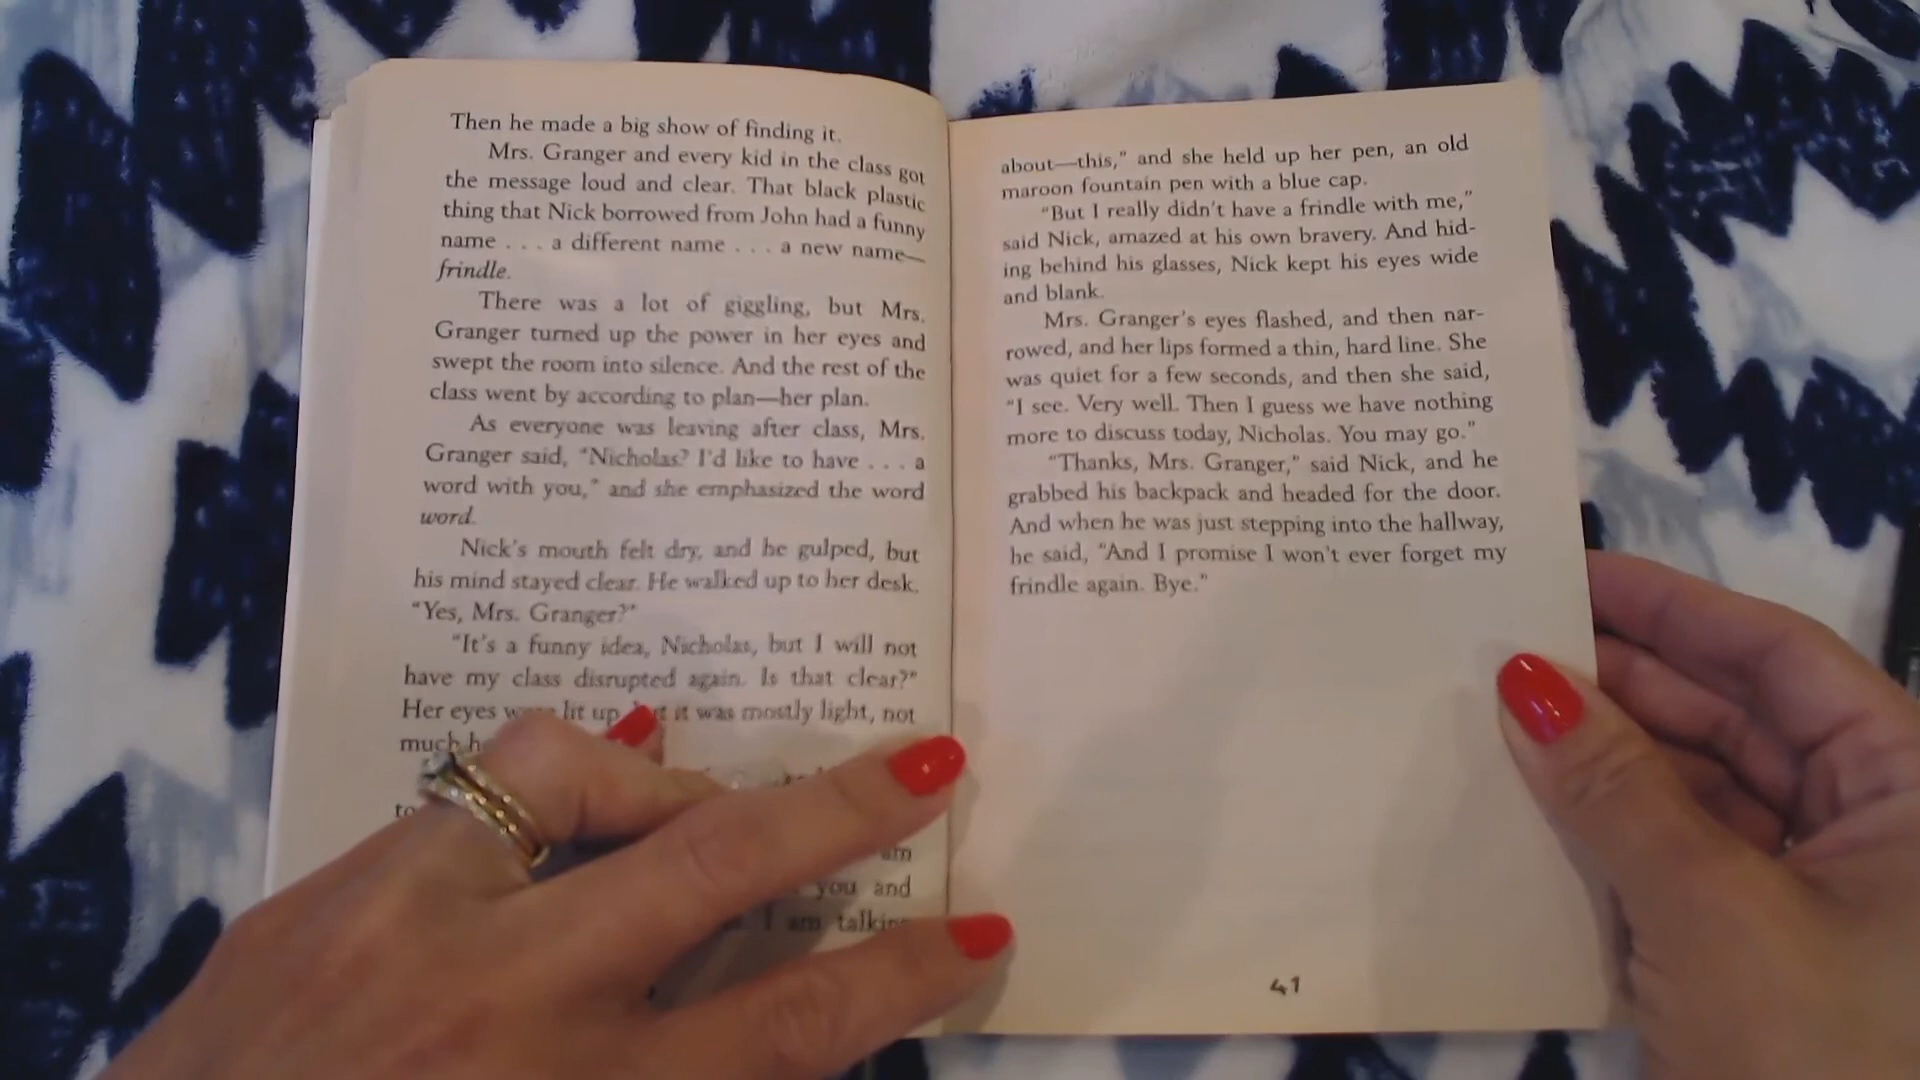 Then he made a big show of finding it.
Mrs. Granger and every kid in the class got
the message loud and clear. That black plastic
thing that Nick borrowed from John had a funny
name . . . a different name . . . a new name—
frindle.
There was a lot of giggling, but Mrs.
Granger turned up the power in her eyes and
swept the room into silence. And the rest of the
class went by according to plan—her plan.
As everyone was leaving after class, Mrs.
Granger said, "Nicholas? I'd like to have . . . a
word with you," and she emphasized the word
word.
Nick's mouth felt dry, and he gulped, but
his mind stayed clear. He walked up to her desk.
"Yes, Mrs. Granger?"
"It's a funny idea, Nicholas, but I will not
have my class disrupted again. Is that clear?"
Her eyes lit up, it was mostly light, not
much
to
you and
I am talking
about—this," and she held up her pen, an old
maroon fountain pen with a blue cap.
"But I really didn't have a frindle with me,"
said Nick, amazed at his own bravery. And hid-
ing behind his glasses, Nick kept his eyes wide
and blank.
Mrs. Granger's eyes flashed, and then nar-
rowed, and her lips formed a thin, hard line. She
was quiet for a few seconds, and then she said,
"I see. Very well. Then I guess we have nothing
more to discuss today, Nicholas. You may go."
"Thanks, Mrs. Granger," said Nick, and he
grabbed his backpack and headed for the door.
And when he was just stepping into the hallway,
he said, "And I promise I won't ever forget my
frindle again. Bye."
41